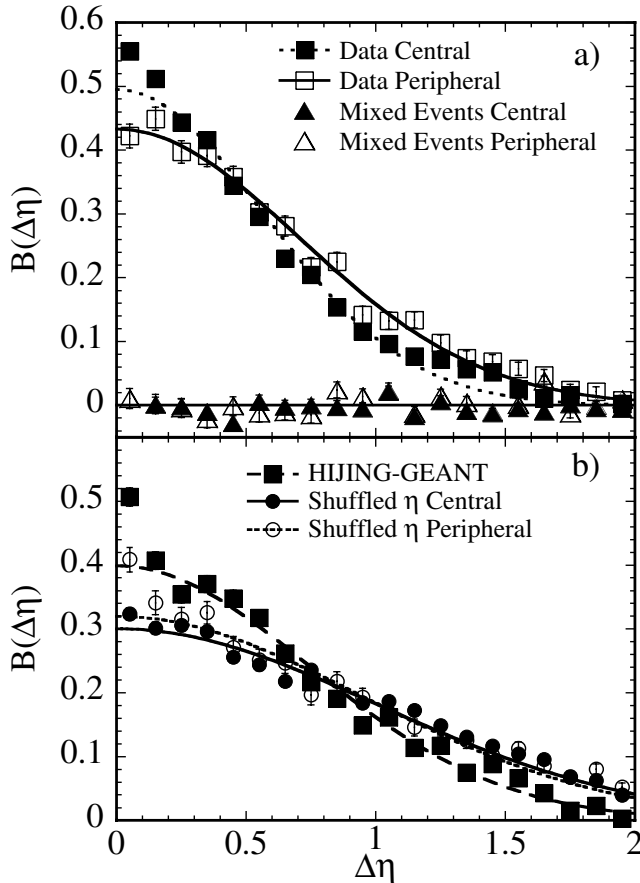 a)
Data Central
Data Peripheral
Mixed Events Central
Mixed Events Peripheral
B(Δη)
0.6
0.5
0.4
0.3
0.2
0.1
0
b)
HIJING-GEANT
Shuffled η Central
Shuffled η Peripheral
B(Δη)
0.5
0.4
0.3
0.2
0.1
0
0 0.5 1 1.5 2
Δη